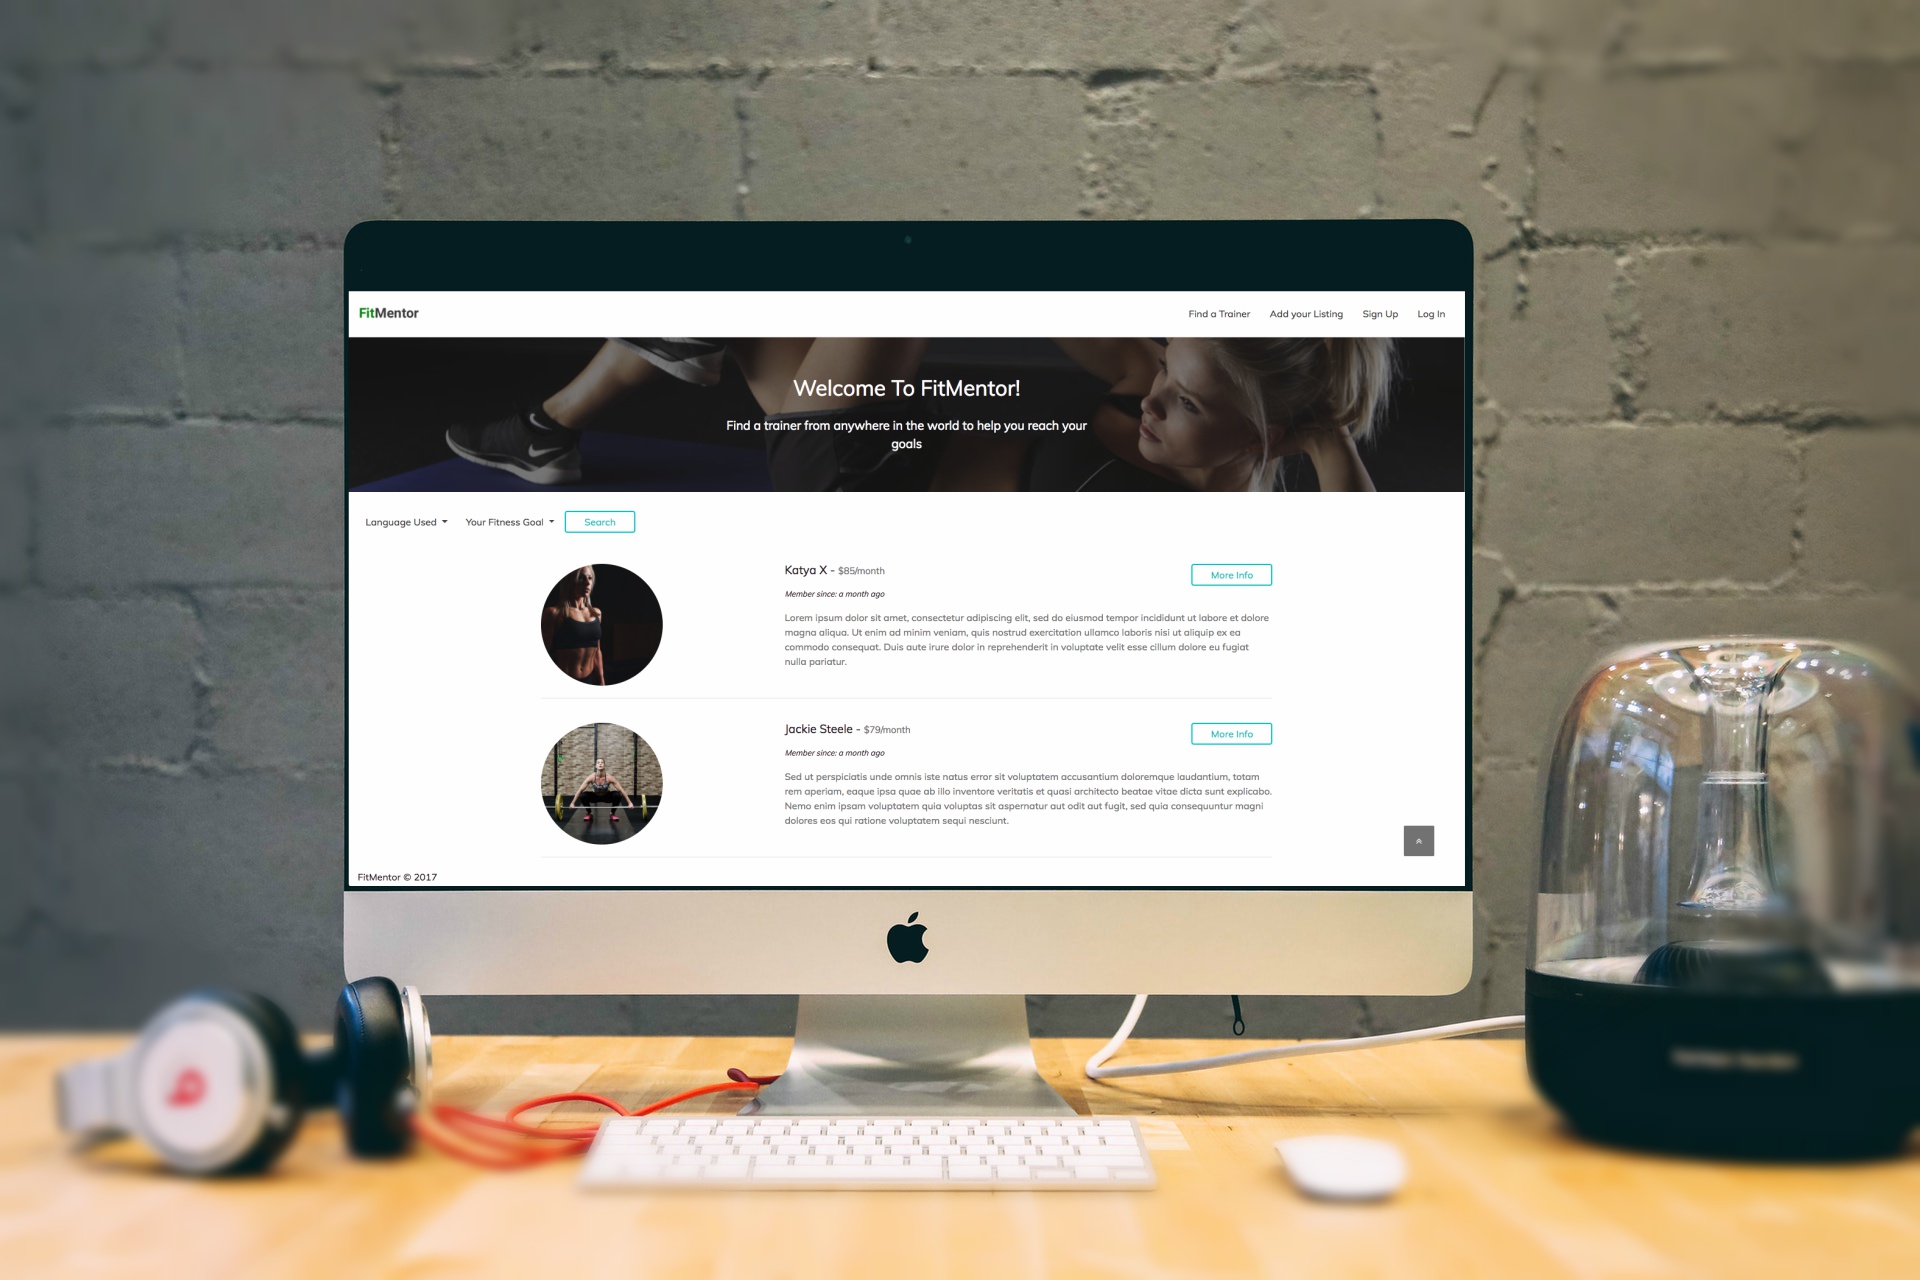 FitMentor
Find a Trainer Add your Listing Sign Up Log In
Welcome To FitMentor!
Find a trainer from anywhere in the world to help you reach your
goals
Language Used Your Fitness Goal Search
Katya X - $85/month
More Info
Member since: a month ago
Lorem ipsum dolor sit amet, consectetur adipiscing elit, sed do eiusmod tempor incididunt ut labore et dolore
magna aliqua. Ut enim ad minim veniam, quis nostrud exercitation ullamco laboris nisi ut aliquip ex ea
commodo consequat. Duis aute irure dolor in reprehenderit in voluptate velit esse cillum dolore eu fugiat
nulla pariatur.
Jackie Steele - $79/month
More Info
Member since: a month ago
Sed ut perspiciatis unde omnis iste natus error sit voluptatem accusantium doloremque laudantium, totam
rem aperiam, eaque ipsa quae ab illo inventore veritatis et quasi architecto beatae vitae dicta sunt explicabo.
Nemo enim ipsam voluptatem quia voluptas sit aspernatur aut odit aut fugit, sed quia consequuntur magni
dolores eos qui ratione voluptatem sequi nesciunt.
FitMentor © 2017